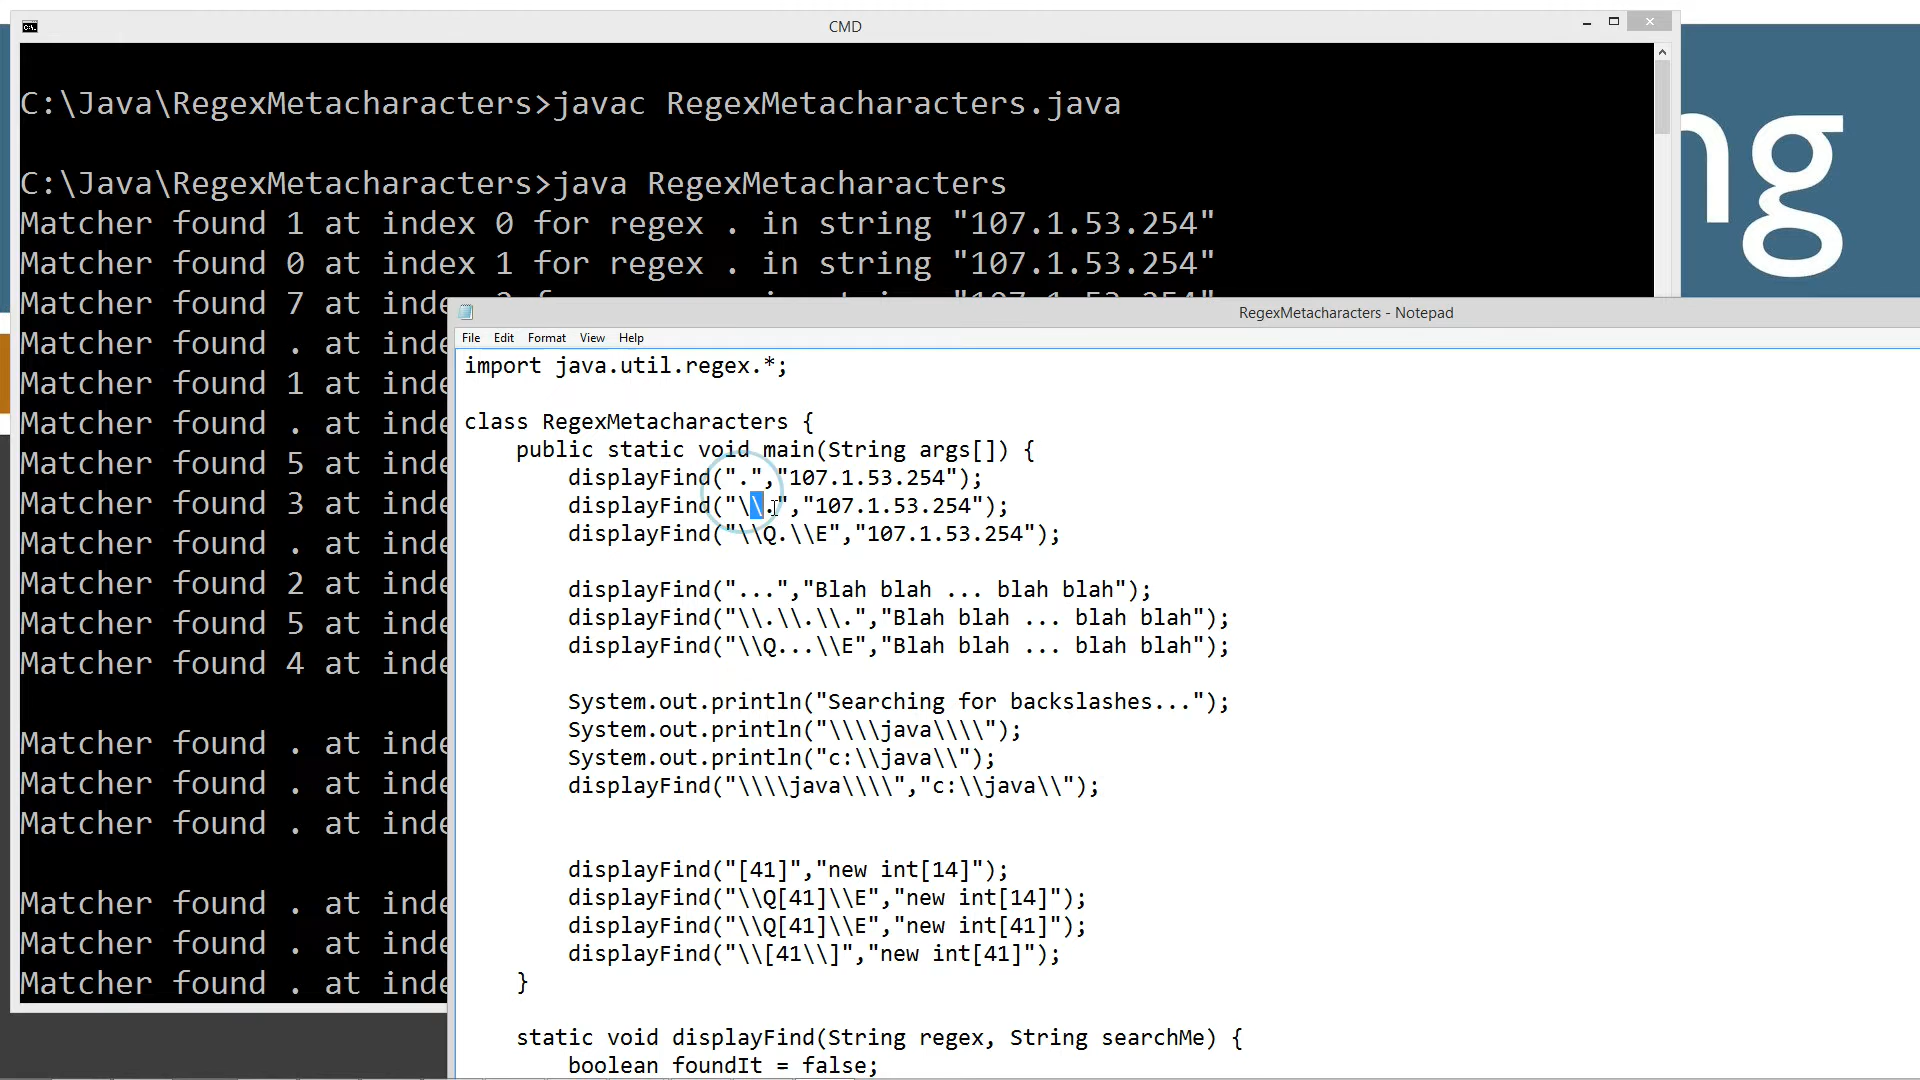 CMD
C:\Java\RegexMetacharacters>javac RegexMetacharacters.java
C:\Java\RegexMetacharacters>java RegexMetacharacters
Matcher found 1 at index 0 for regex . in string "107.1.53.254"
Matcher found 0 at index 1 for regex . in string "107.1.53.254"
Matcher found 7 at inde
Matcher found . at inde
Matcher found 1 at inde
Matcher found . at inde
Matcher found 5 at inde
Matcher found 3 at inde
Matcher found . at inde
Matcher found 2 at inde
Matcher found 5 at inde
Matcher found 4 at inde
Matcher found . at inde
Matcher found . at inde
Matcher found . at inde
Matcher found . at inde
Matcher found . at inde
Matcher found . at inde
ng
RegexMetacharacters - Notepad
File Edit Format View Help
import java.util.regex.*;
class RegexMetacharacters {
public static void main(String args[]) {
displayFind(".","107.1.53.254");
displayFind("\\.","107.1.53.254");
displayFind("\\Q.\\E","107.1.53.254");
displayFind("...","Blah blah ... blah blah");
displayFind("\\.\\.\\.","Blah blah ... blah blah");
displayFind("\\Q...\\E","Blah blah ... blah blah");
System.out.println("Searching for backslashes...");
System.out.println("\\\\java\\\\");
System.out.println("c:\\java\\");
displayFind("\\\\java\\\\","c:\\java\\");
displayFind("[41]","new int[14]");
displayFind("\\Q[41]\\E","new int[14]");
displayFind("\\Q[41]\\E","new int[41]");
displayFind("\\[41\\]","new int[41]");
}
static void displayFind(String regex, String searchMe) {
boolean foundIt = false;